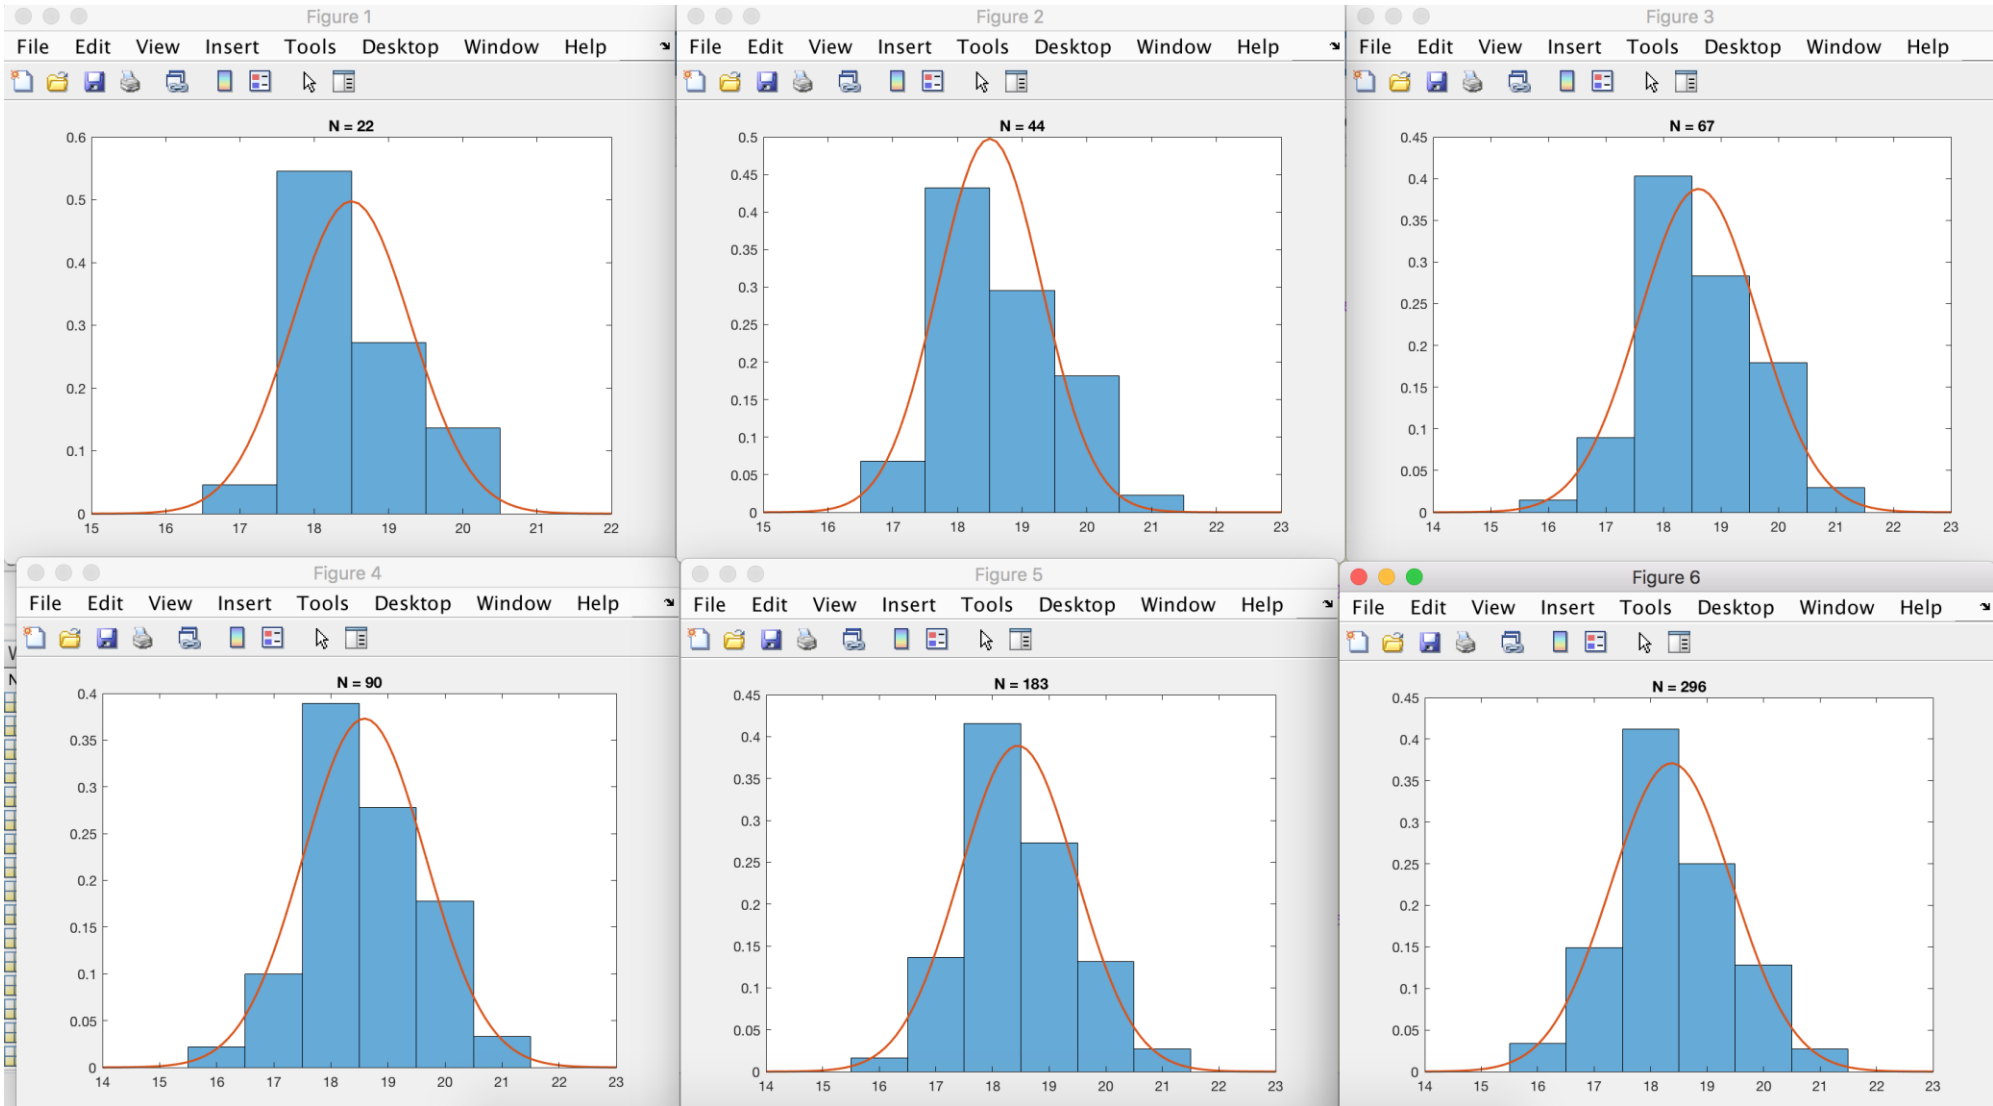 Figure 1
File Edit View Insert Tools Desktop Window Help
N = 22
0.6
0.5
0.4
0.3
0.2
0.1
0
15 16 17 18 19 20 21 22
Figure 2
File Edit View Insert Tools Desktop Window Help
N = 44
0.5
0.45
0.4
0.35
0.3
0.25
0.2
0.15
0.1
0.05
0
15 16 17 18 19 20 21 22 23
Figure 3
File Edit View Insert Tools Desktop Window Help
N = 67
0.45
0.4
0.35
0.3
0.25
0.2
0.15
0.1
0.05
0
14 15 16 17 18 19 20 21 22 23
Figure 4
File Edit View Insert Tools Desktop Window Help
N = 90
0.4
0.35
0.3
0.25
0.2
0.15
0.1
0.05
0
14 15 16 17 18 19 20 21 22 23
Figure 5
File Edit View Insert Tools Desktop Window Help
N = 183
0.45
0.4
0.35
0.3
0.25
0.2
0.15
0.1
0.05
0
14 15 16 17 18 19 20 21 22 23
Figure 6
File Edit View Insert Tools Desktop Window Help
N = 296
0.45
0.4
0.35
0.3
0.25
0.2
0.15
0.1
0.05
0
14 15 16 17 18 19 20 21 22 23